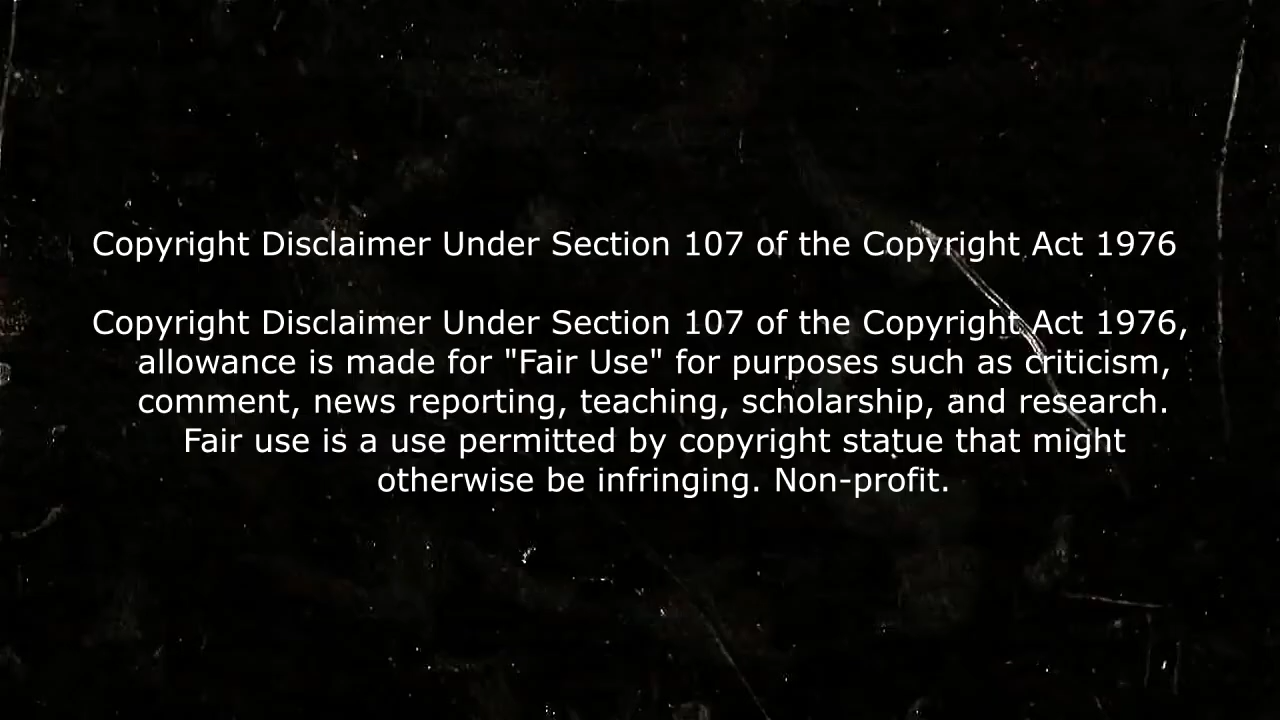 Copyright Disclaimer Under Section 107 of the Copyright Act 1976
Copyright Disclaimer Under Section 107 of the Copyright Act 1976,
allowance is made for "Fair Use" for purposes such as criticism,
comment, news reporting, teaching, scholarship, and research.
Fair use is a use permitted by copyright statue that might
otherwise be infringing. Non-profit.